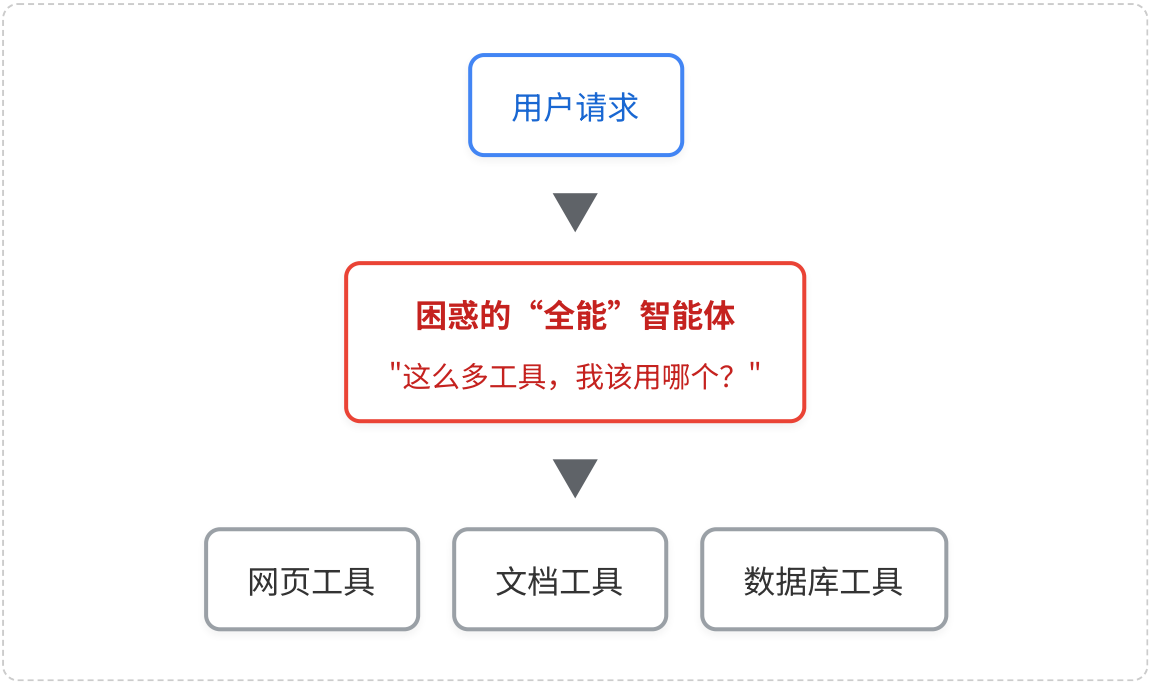 用户请求
困惑的“全能”智能体
"这么多工具，我该用哪个？"
网页工具
文档工具
数据库工具